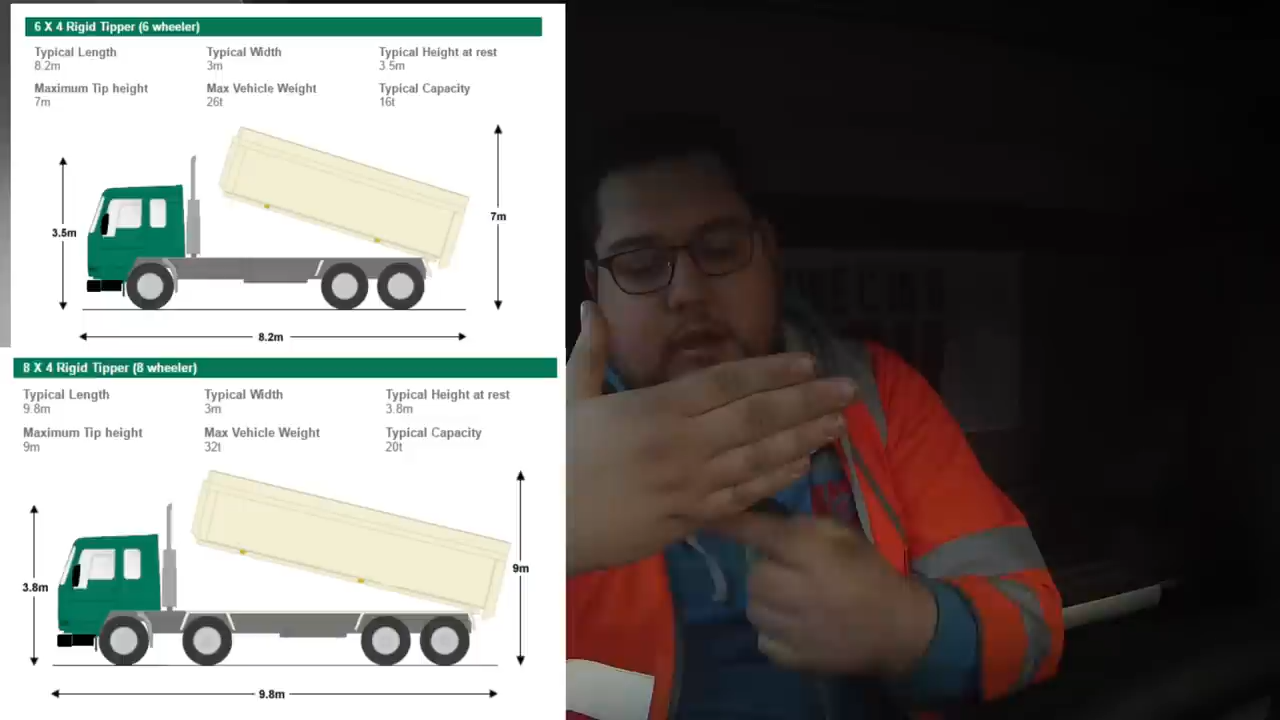 6 X 4 Rigid Tipper (6 wheeler)
Typical Length Typical Width Typical Height at rest
8.2m 3m 3.5m
Maximum Tip height Max Vehicle Weight Typical Capacity
7m 26t 16t
3.5m
7m
8.2m
8 X 4 Rigid Tipper (8 wheeler)
Typical Length Typical Width Typical Height at rest
9.8m 3m 3.8m
Maximum Tip height Max Vehicle Weight Typical Capacity
9m 32t 20t
3.8m
9m
9.8m